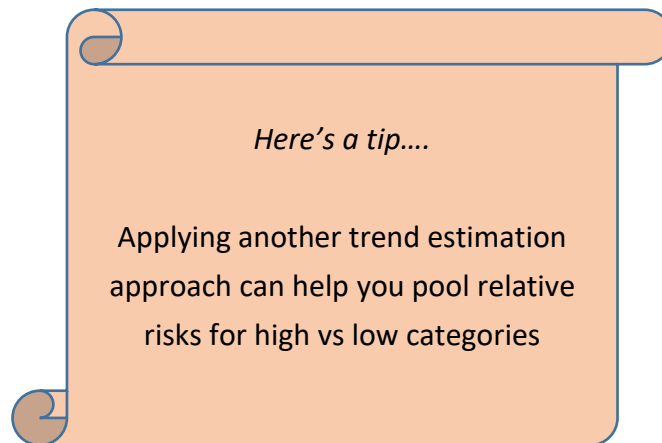 Here’s a tip….
Applying another trend estimation
approach can help you pool relative
risks for high vs low categories